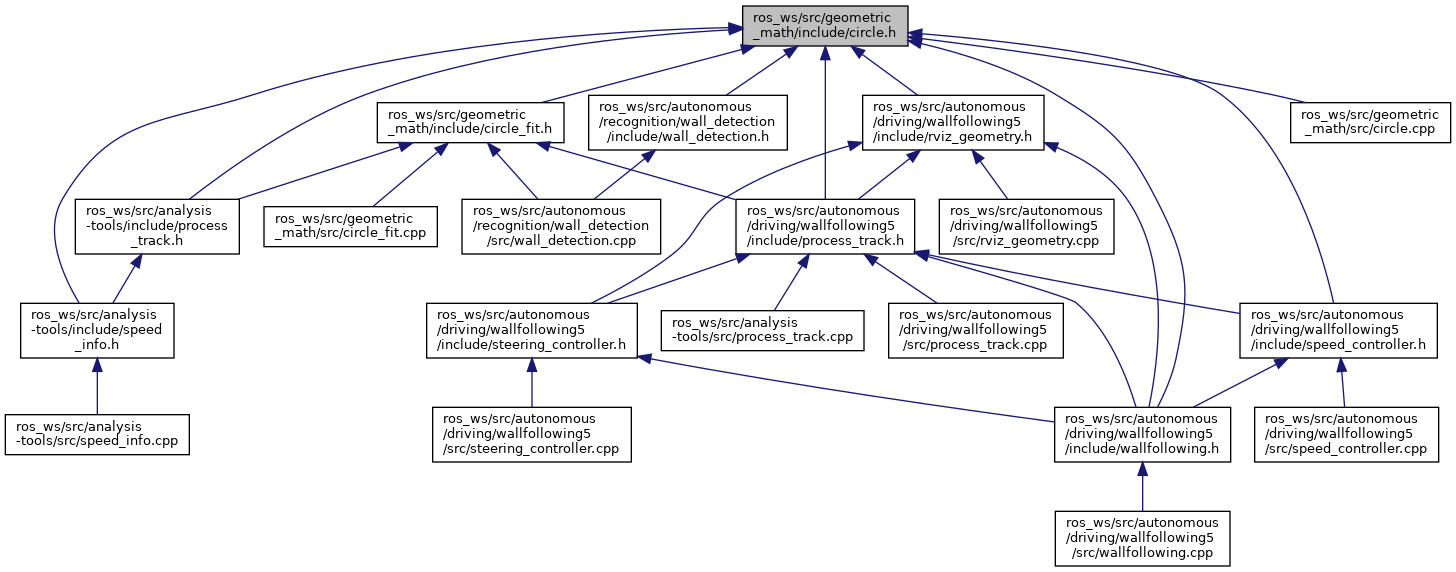 ros_ws/src/geometric
_math/include/circle.h
ros_ws/src/geometric
_math/include/circle_fit.h
ros_ws/src/autonomous
/recognition/wall_detection
/include/wall_detection.h
ros_ws/src/autonomous
/driving/wallfollowing5
/include/rviz_geometry.h
ros_ws/src/geometric
_math/src/circle.cpp
ros_ws/src/analysis
-tools/include/process
_track.h
ros_ws/src/geometric
_math/src/circle_fit.cpp
ros_ws/src/autonomous
/recognition/wall_detection
/src/wall_detection.cpp
ros_ws/src/autonomous
/driving/wallfollowing5
/include/process_track.h
ros_ws/src/autonomous
/driving/wallfollowing5
/src/rviz_geometry.cpp
ros_ws/src/analysis
-tools/include/speed
_info.h
ros_ws/src/autonomous
/driving/wallfollowing5
/include/steering_controller.h
ros_ws/src/analysis
-tools/src/process_track.cpp
ros_ws/src/autonomous
/driving/wallfollowing5
/src/process_track.cpp
ros_ws/src/autonomous
/driving/wallfollowing5
/include/speed_controller.h
ros_ws/src/analysis
-tools/src/speed_info.cpp
ros_ws/src/autonomous
/driving/wallfollowing5
/src/steering_controller.cpp
ros_ws/src/autonomous
/driving/wallfollowing5
/include/wallfollowing.h
ros_ws/src/autonomous
/driving/wallfollowing5
/src/speed_controller.cpp
ros_ws/src/autonomous
/driving/wallfollowing5
/src/wallfollowing.cpp